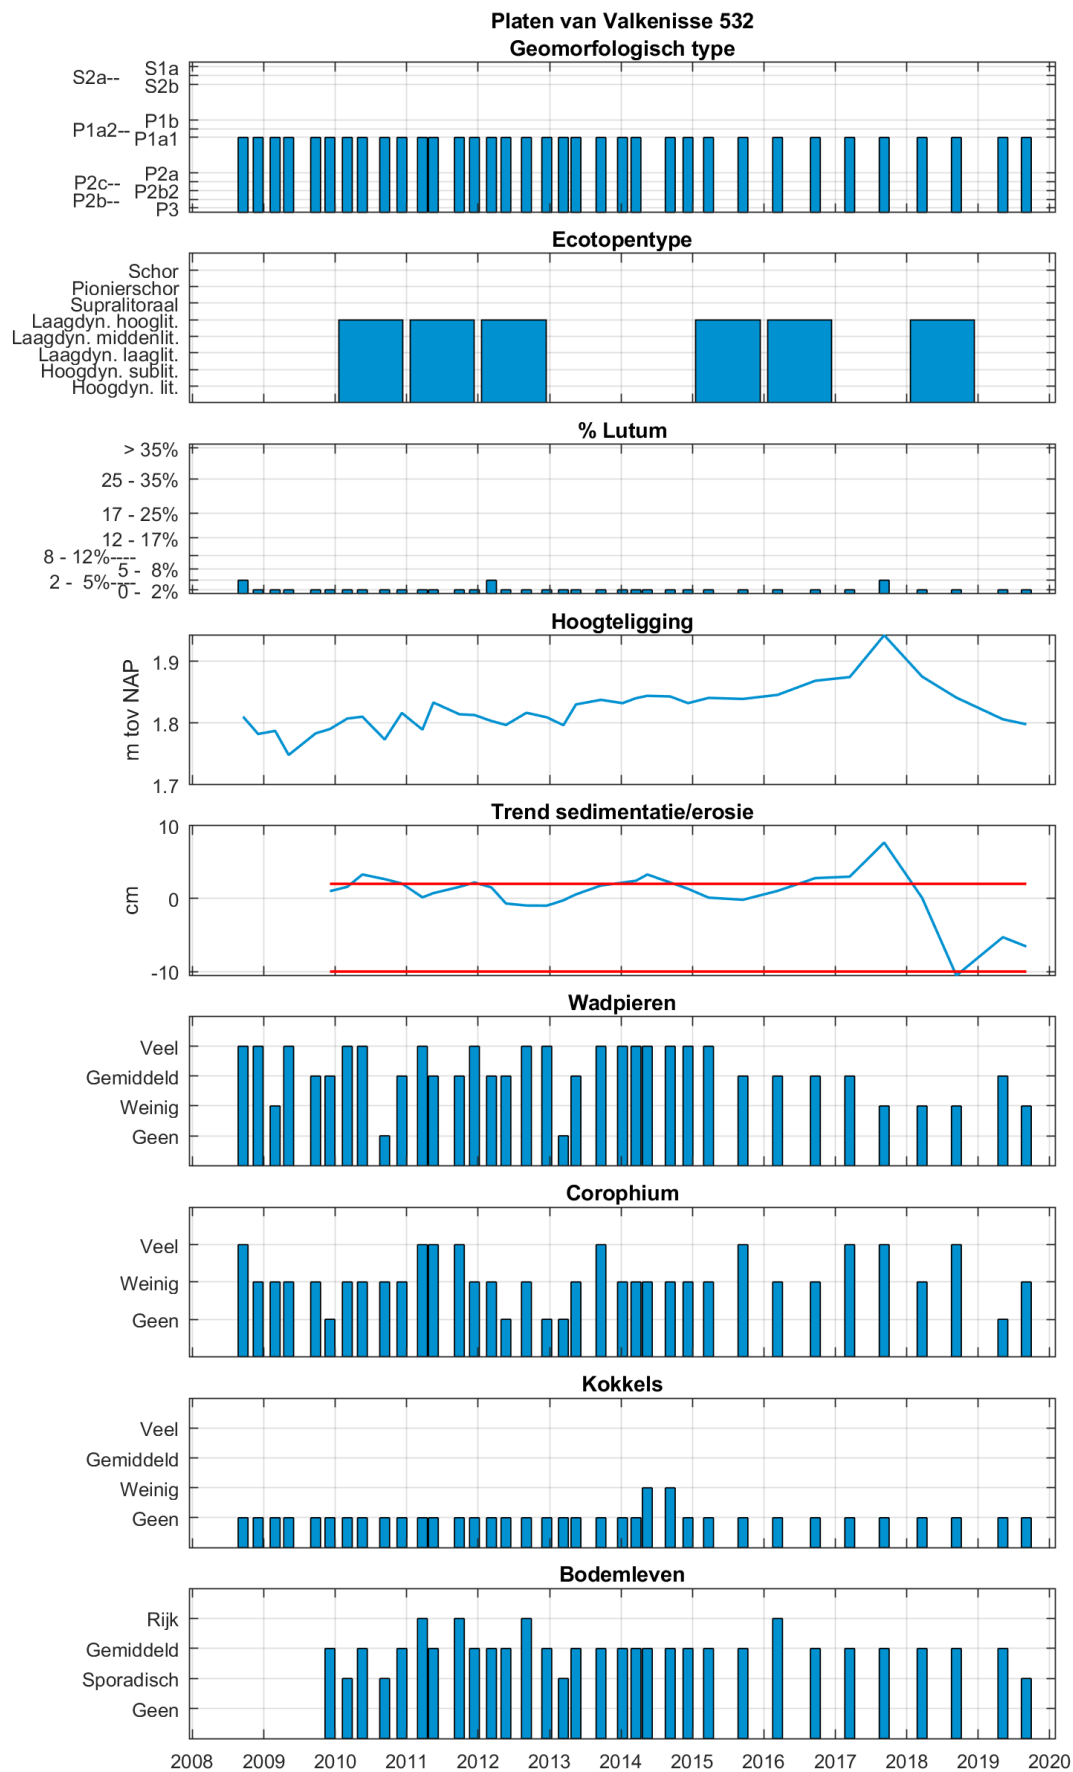 Platen van Valkenisse 532
Geomorfologisch type
S1a
S2a--
S2b
P1b
P1a2--
P1a1
P2a
P2c--
P2b2
P2b--
P3
Ecotopentype
Schor
Pionierschor
Supralitoraal
Laagdyn. hooglit.
Laagdyn. middenlit.
Laagdyn. laaglit.
Hoogdyn. sublit.
Hoogdyn. lit.
% Lutum
> 35%
25 - 35%
17 - 25%
12 - 17%
8 - 12%----
5 - 8%
2 - 5%----
0 - 2%
Hoogteligging
m tov NAP
1.9
1.8
1.7
Trend sedimentatie/erosie
cm
10
0
-10
Wadpieren
Veel
Gemiddeld
Weinig
Geen
Corophium
Veel
Weinig
Geen
Kokkels
Veel
Gemiddeld
Weinig
Geen
Bodemleven
Rijk
Gemiddeld
Sporadisch
Geen
2008 2009 2010 2011 2012 2013 2014 2015 2016 2017 2018 2019 2020